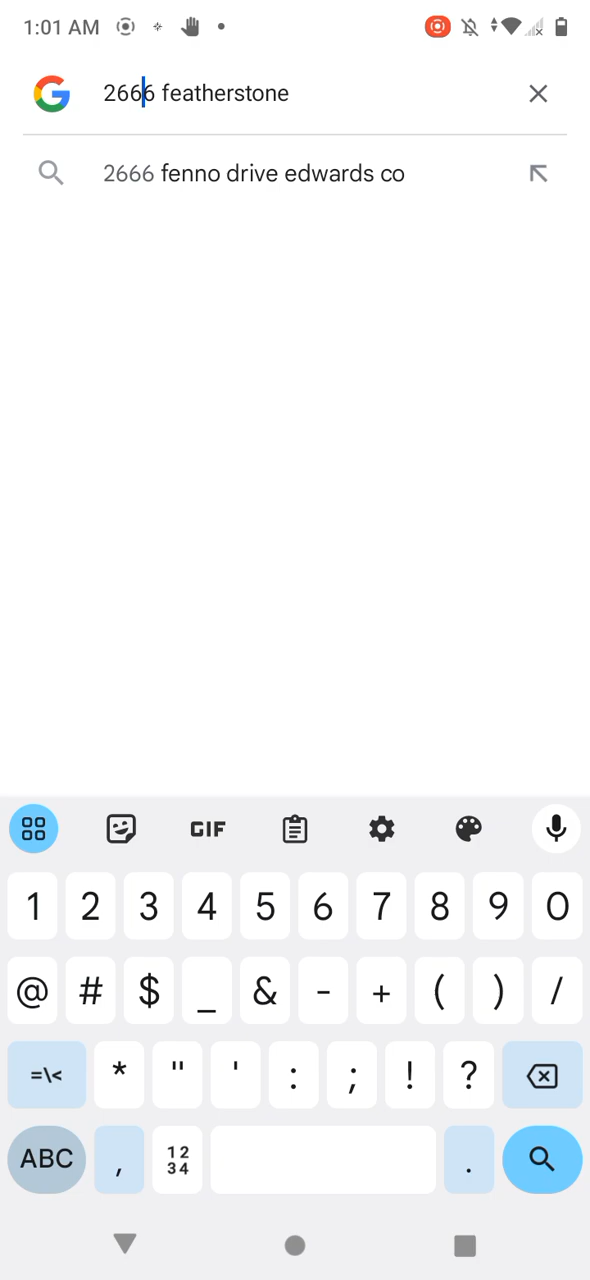 1:01 AM
2666 featherstone
2666 fenno drive edwards co
GIF
1 2 3 4 5 6 7 8 9 0
@ # $ _ & - + ( ) /
=\< * " ' : ; ! ?
ABC , 12 34 .